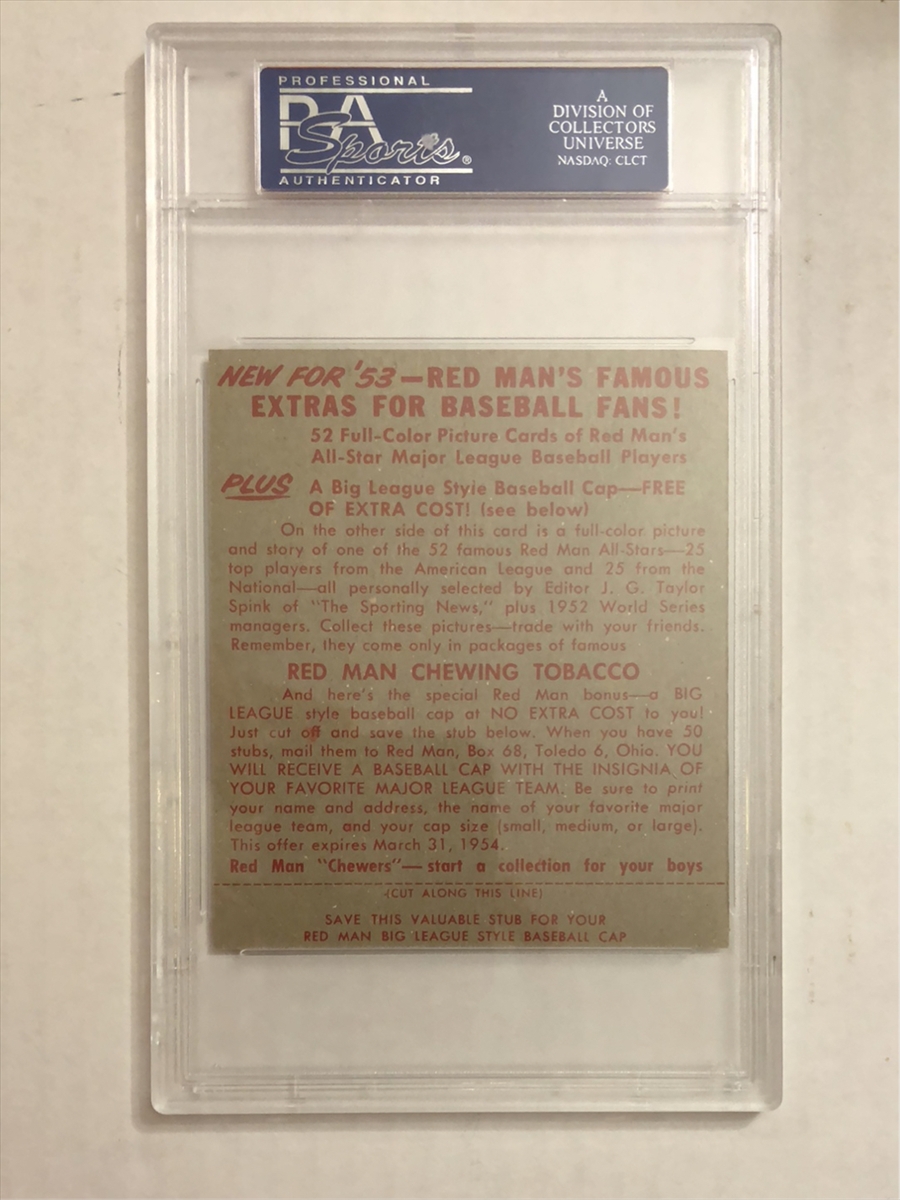 PROFESSIONAL
PSA
Sports®
AUTHENTICATOR
A
DIVISION OF
COLLECTORS
UNIVERSE
NASDAQ: CLCT
NEW FOR '53—RED MAN'S FAMOUS
EXTRAS FOR BASEBALL FANS!
52 Full-Color Picture Cards of Red Man's
All-Star Major League Baseball Players
PLUS A Big League Style Baseball Cap—FREE
OF EXTRA COST! (see below)
On the other side of this card is a full-color picture
and story of one of the 52 famous Red Man All-Stars—25
top players from the American League and 25 from the
National—all personally selected by Editor J. G. Taylor
Spink of "The Sporting News," plus 1952 World Series
managers. Collect these pictures—trade with your friends.
Remember, they come only in packages of famous
RED MAN CHEWING TOBACCO
And here's the special Red Man bonus—a BIG
LEAGUE style baseball cap at NO EXTRA COST to you!
Just cut off and save the stub below. When you have 50
stubs, mail them to Red Man, Box 68, Toledo 6, Ohio. YOU
WILL RECEIVE A BASEBALL CAP WITH THE INSIGNIA OF
YOUR FAVORITE MAJOR LEAGUE TEAM. Be sure to print
your name and address, the name of your favorite major
league team, and your cap size (small, medium, or large).
This offer expires March 31, 1954.
Red Man "Chewers"—start a collection for your boys
(CUT ALONG THIS LINE)
SAVE THIS VALUABLE STUB FOR YOUR
RED MAN BIG LEAGUE STYLE BASEBALL CAP